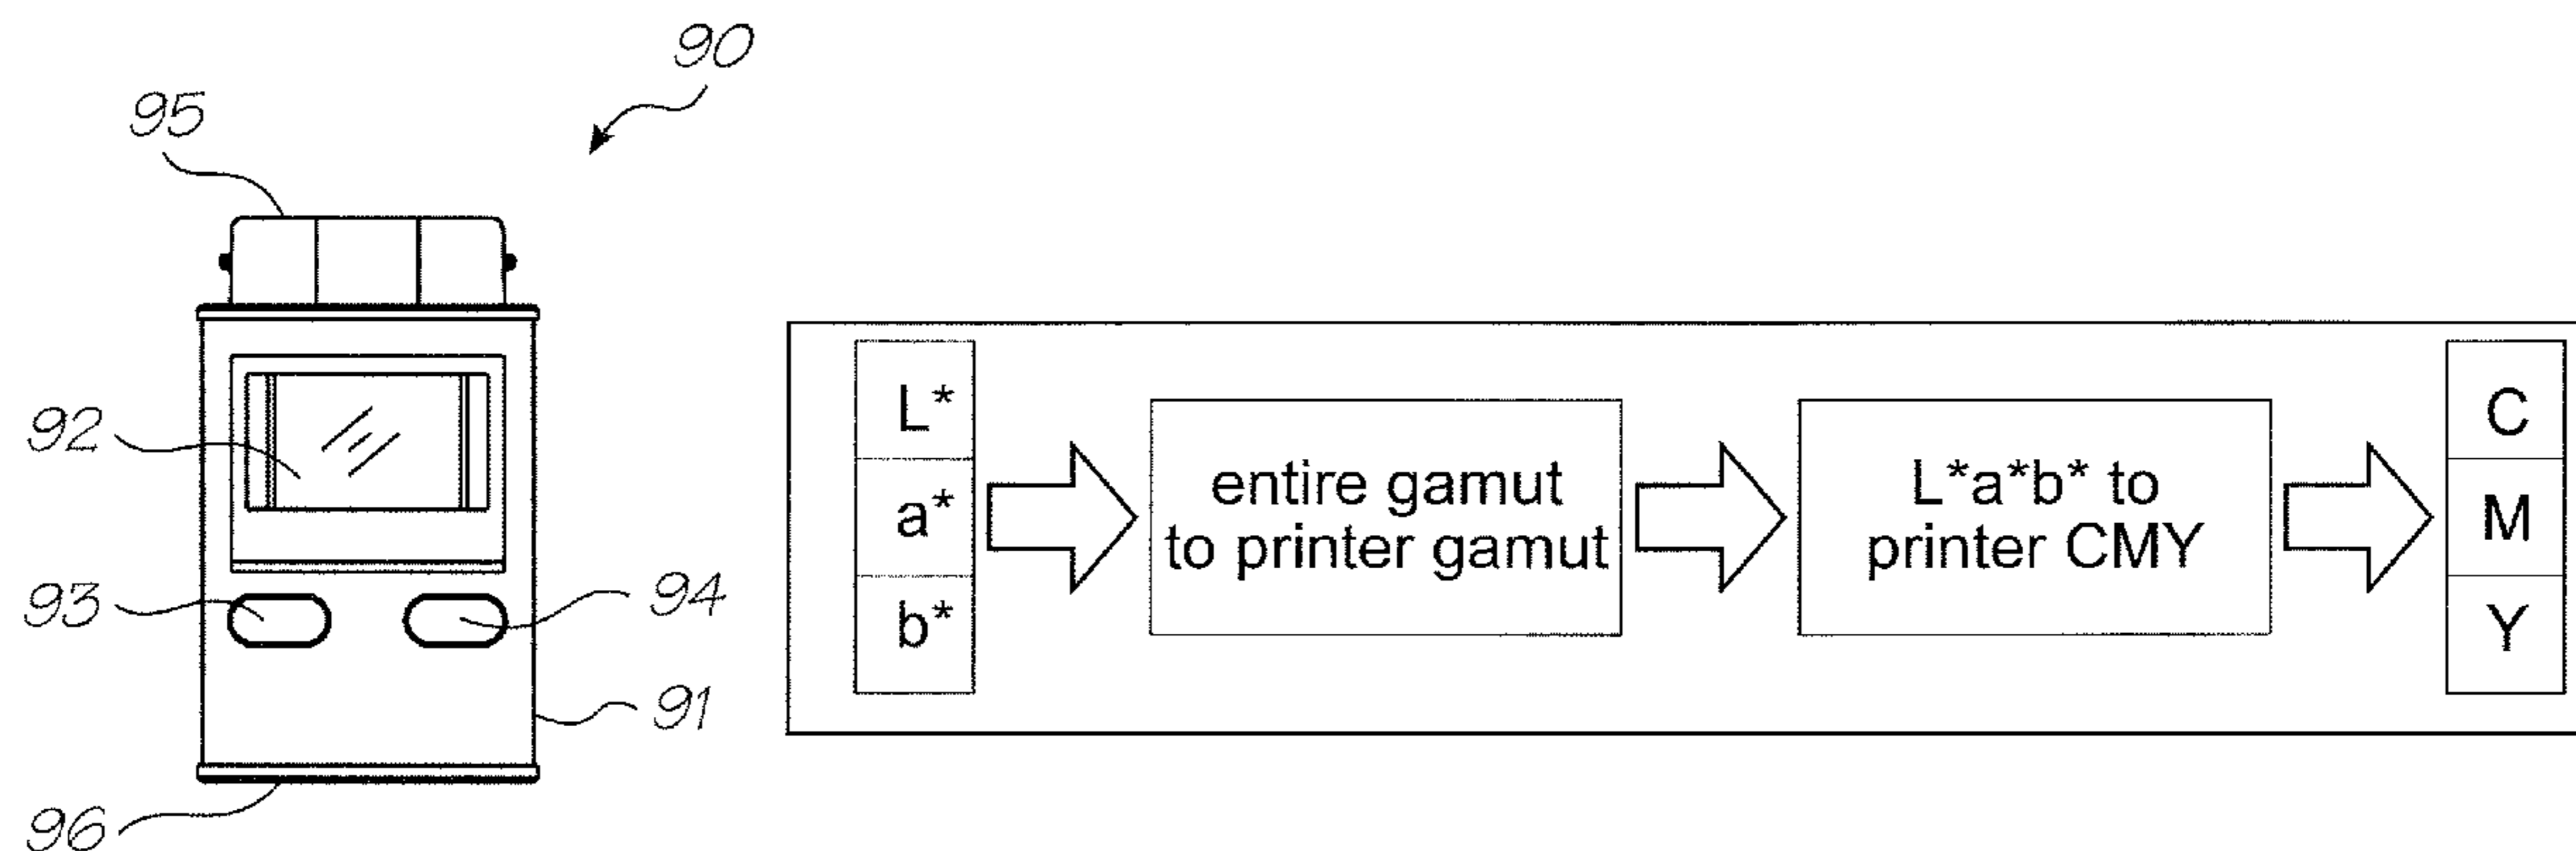 90
95
92
93
94
91
96
L*
a*
b*
entire gamut
to printer gamut
L*a*b* to
printer CMY
C
M
Y